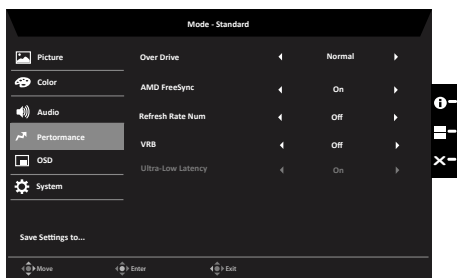 Mode - Standard
Picture
Over Drive
Normal
Color
AMD FreeSync
On
Audio
Refresh Rate Num
Off
Pertormance
VRB
Off
OSD
Ultra-Low Latency
On
System
Save Settings to...
Move
Enter
Exit